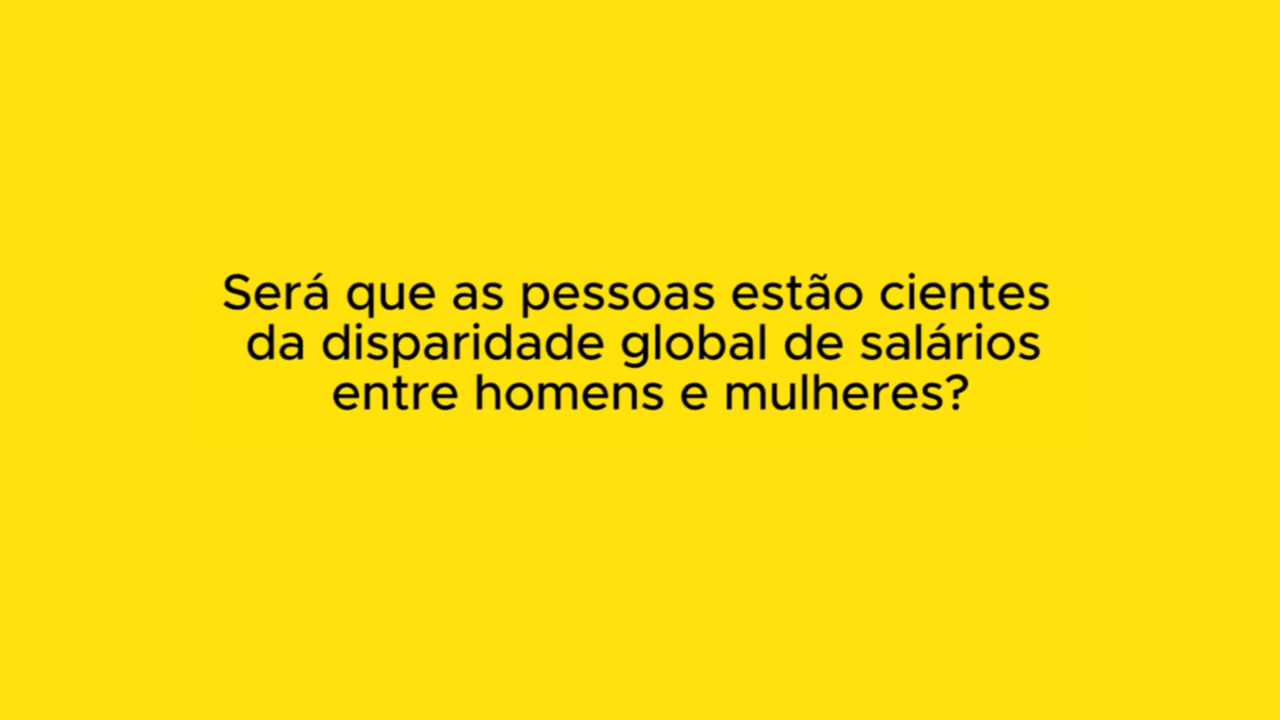 Será que as pessoas estão cientes
da disparidade global de salários
entre homens e mulheres?